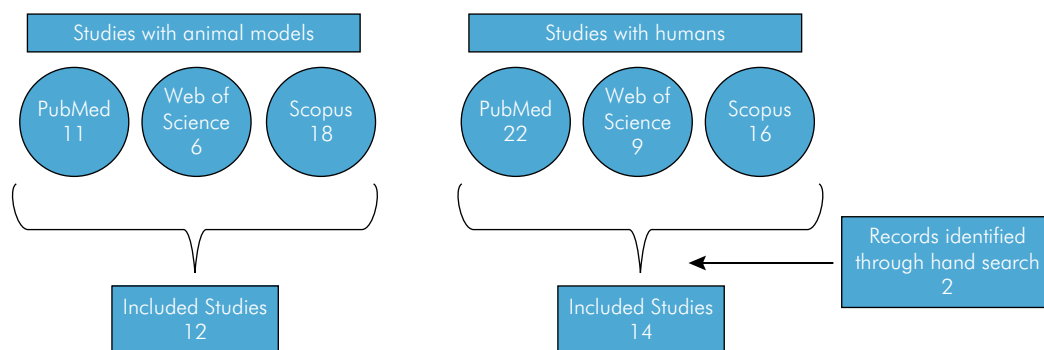 Studies with animal models
PubMed
11
Web of
Science
6
Scopus
18
Included Studies
12
Studies with humans
PubMed
22
Web of
Science
9
Scopus
16
Records identified
through hand search
2
Included Studies
14